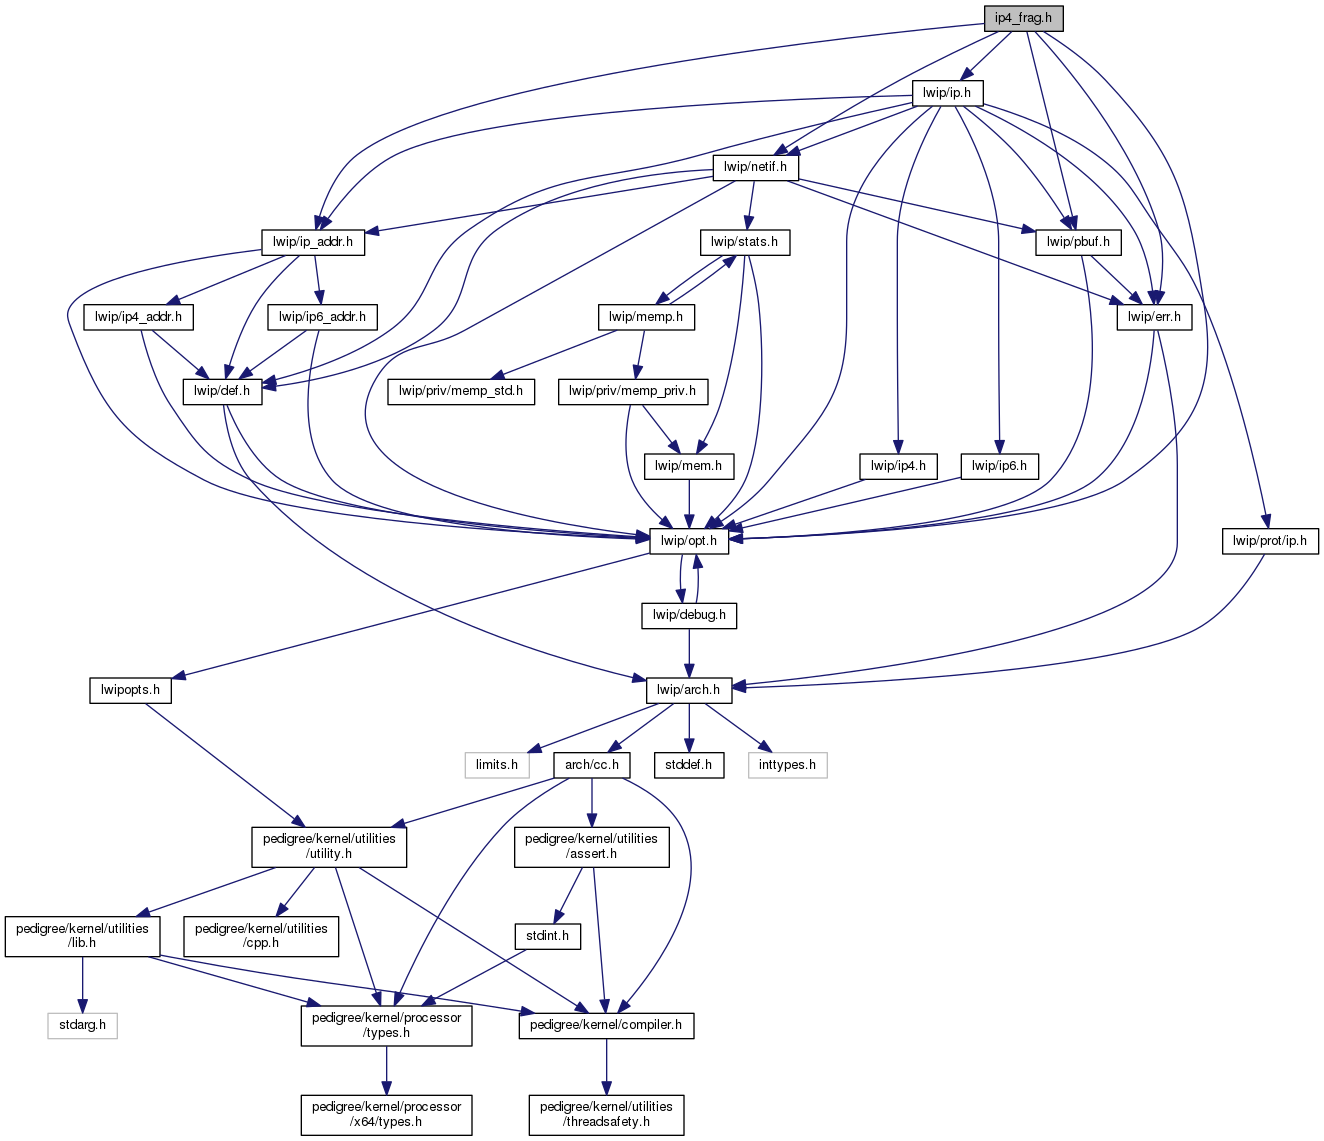 ip4_frag.h
lwip/ip.h
lwip/netif.h
lwip/ip_addr.h
lwip/stats.h
lwip/pbuf.h
lwip/ip4_addr.h
lwip/ip6_addr.h
lwip/memp.h
lwip/err.h
lwip/def.h
lwip/priv/memp_std.h
lwip/priv/memp_priv.h
lwip/mem.h
lwip/ip4.h
lwip/ip6.h
lwip/opt.h
lwip/prot/ip.h
lwip/debug.h
lwipopts.h
lwip/arch.h
limits.h
arch/cc.h
stddef.h
inttypes.h
pedigree/kernel/utilities
/utility.h
pedigree/kernel/utilities
/assert.h
pedigree/kernel/utilities
/lib.h
pedigree/kernel/utilities
/cpp.h
stdint.h
stdarg.h
pedigree/kernel/processor
/types.h
pedigree/kernel/compiler.h
pedigree/kernel/processor
/x64/types.h
pedigree/kernel/utilities
/threadsafety.h